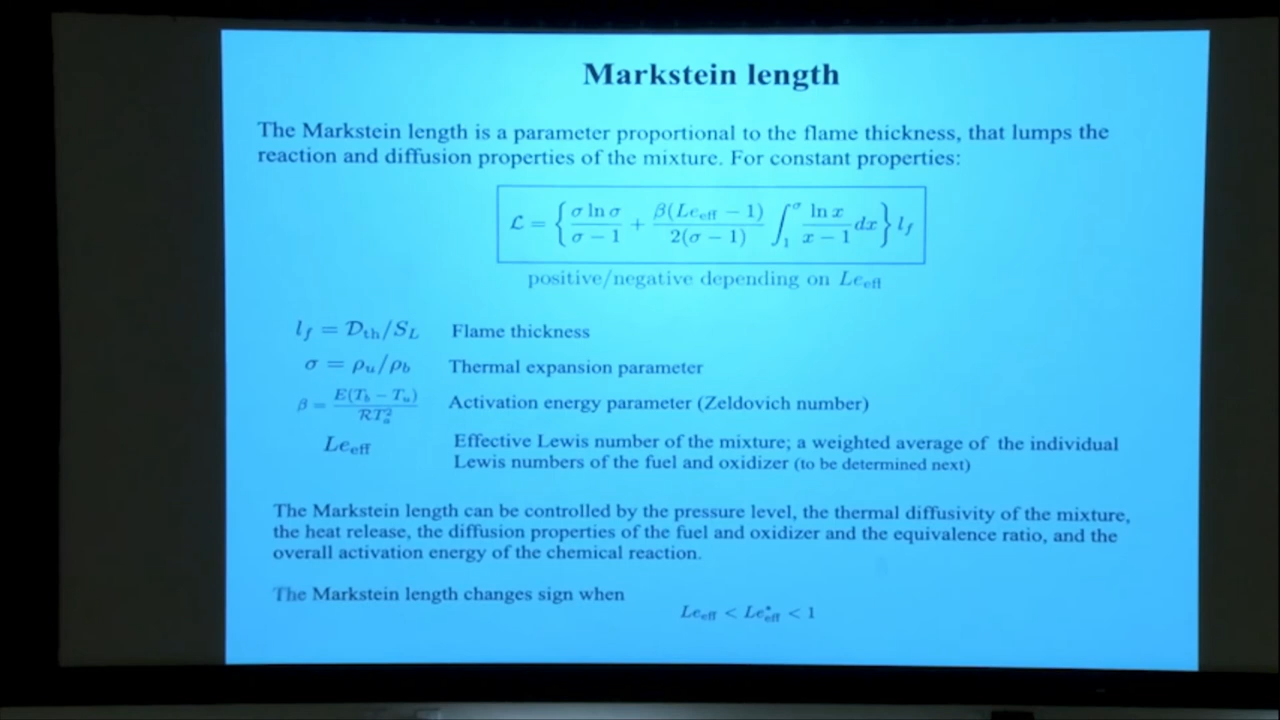 Markstein length
The Markstein length is a parameter proportional to the flame thickness, that lumps the
reaction and diffusion properties of the mixture. For constant properties:
ℒ = { σ ln σ / (σ − 1) + β(Le_eff − 1) / 2(σ − 1) ∫₁^σ ln x / (x − 1) dx } l_f
positive/negative depending on Le_eff
l_f = 𝒟_th/S_L Flame thickness
σ = ρ_u/ρ_b Thermal expansion parameter
β = E(T_b − T_u) / ℛT_a² Activation energy parameter (Zeldovich number)
Le_eff Effective Lewis number of the mixture; a weighted average of the individual
Lewis numbers of the fuel and oxidizer (to be determined next)
The Markstein length can be controlled by the pressure level, the thermal diffusivity of the mixture,
the heat release, the diffusion properties of the fuel and oxidizer and the equivalence ratio, and the
overall activation energy of the chemical reaction.
The Markstein length changes sign when
Le_eff < Le*_eff < 1